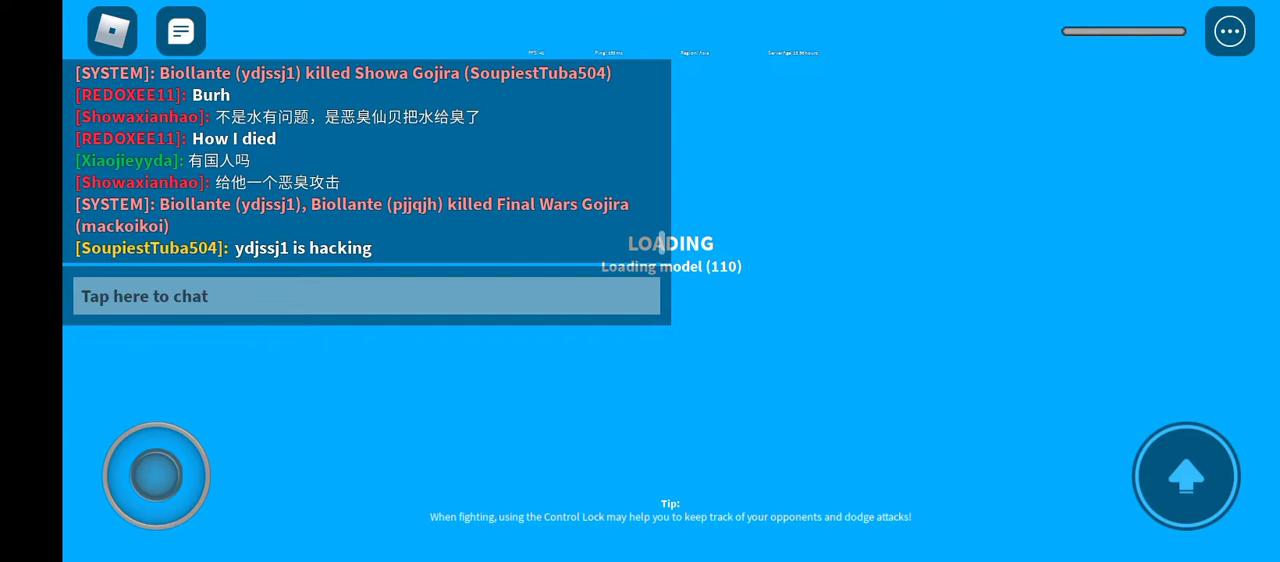 FPS: 
Ping: 
Region: Asia
[SYSTEM]: Biollante (ydjssj1) killed Showa Gojira (SoupiestTuba504)
[REDOXEE11]: Burh
[Showaxianhao]: 不是水有问题，是恶臭仙贝把水给臭了
[REDOXEE11]: How I died
[Xiaojieyyda]: 有国人吗
[Showaxianhao]: 给他一个恶臭攻击
[SYSTEM]: Biollante (ydjssj1), Biollante (pjjqjh) killed Final Wars Gojira
(mackoikoi)
[SoupiestTuba504]: ydjssj1 is hacking
LOADING
Loading model (110)
Tap here to chat
Tip:
When fighting, using the Control Lock may help you to keep track of your opponents and dodge attacks!